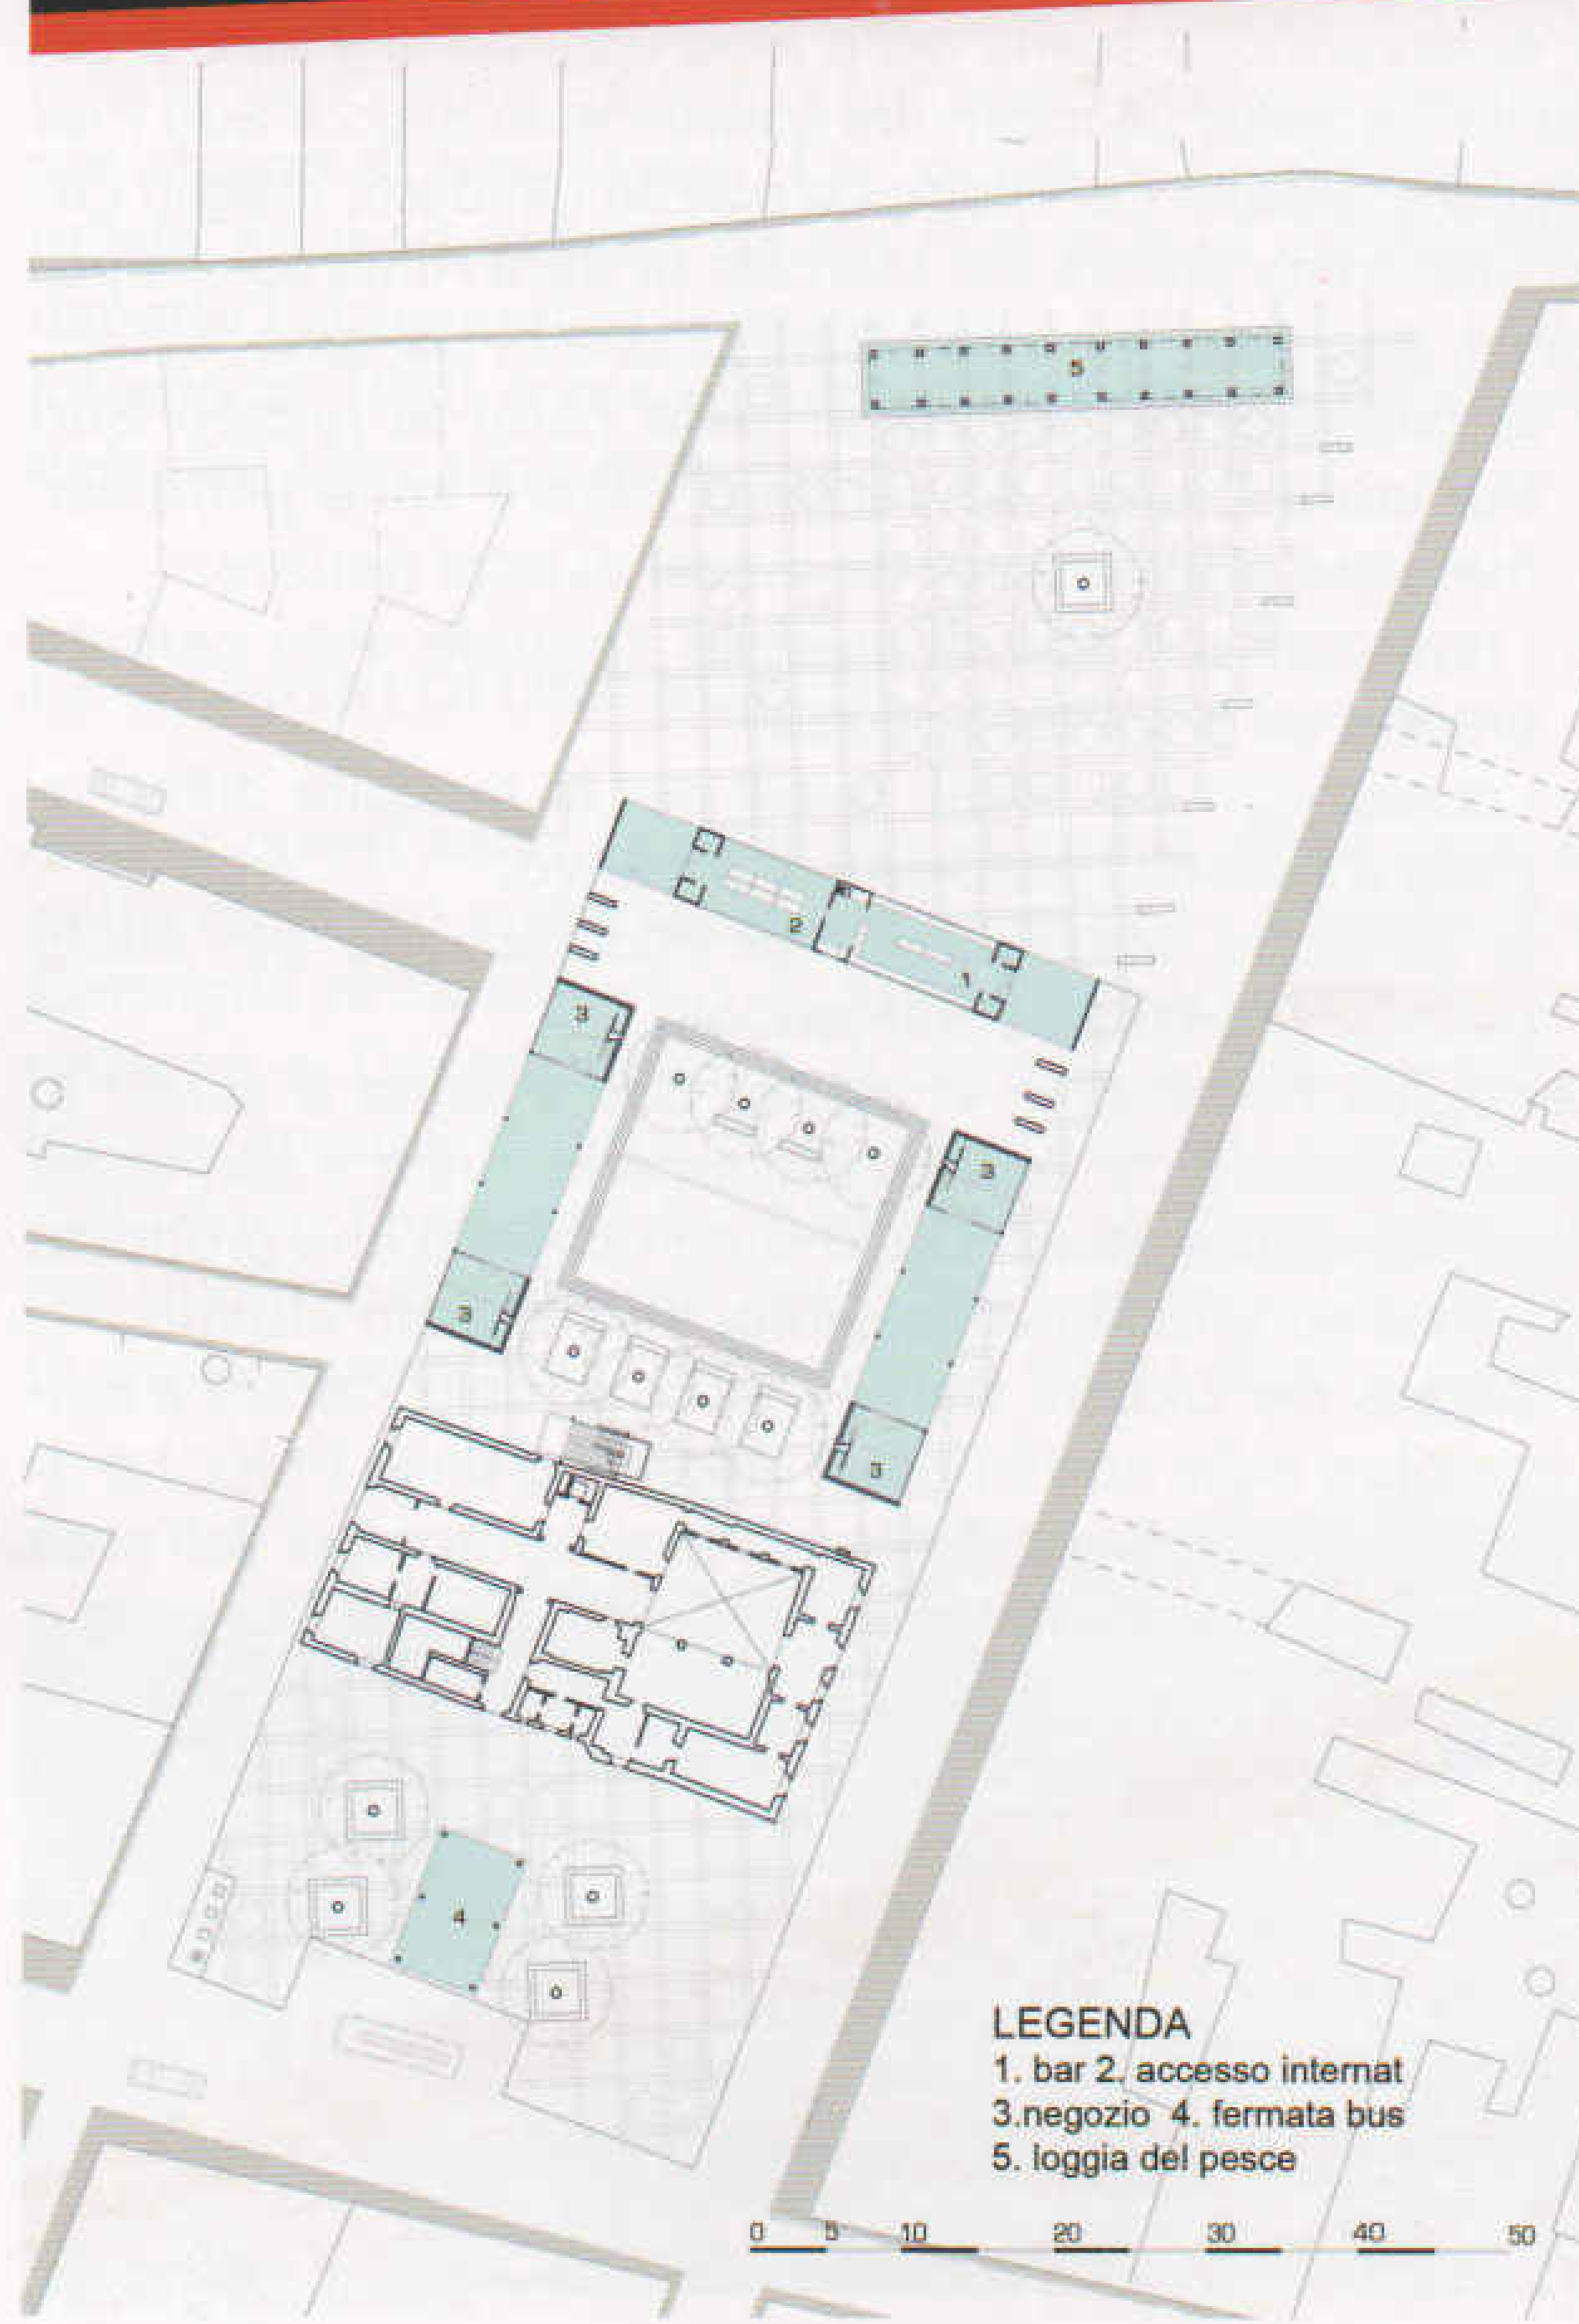 5
2
1
3
3
3
3
4
LEGENDA
1. bar 2. accesso internat
3.negozio 4. fermata bus
5. loggia del pesce
0 5 10 20 30 40 50